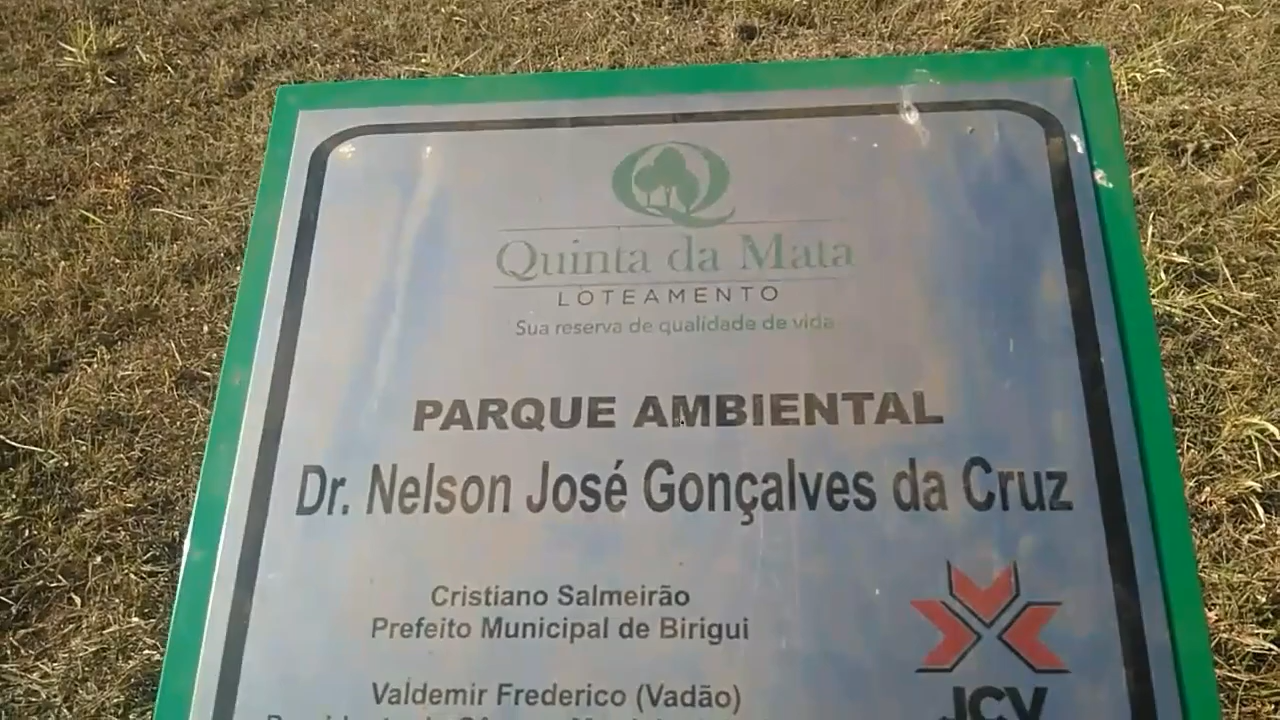 Quinta da Mata
LOTEAMENTO
Sua reserva de qualidade de vida
PARQUE AMBIENTAL
Dr. Nelson José Gonçalves da Cruz
Cristiano Salmeirão
Prefeito Municipal de Birigui
Valdemir Frederico (Vadão)
JCV